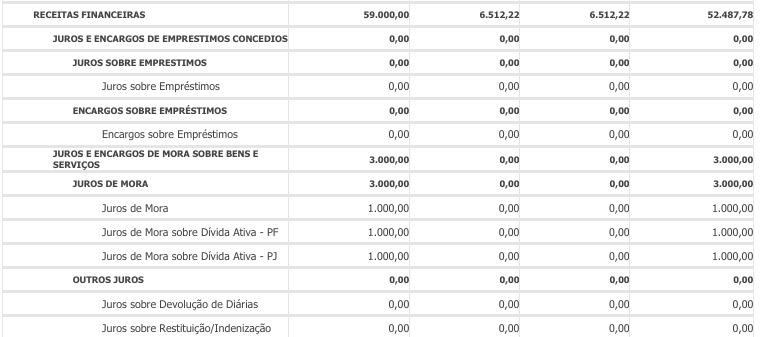 RECEITAS FINANCEIRAS 59.000,00 6.512,22 6.512,22 52.487,78
JUROS E ENCARGOS DE EMPRESTIMOS CONCEDIOS 0,00 0,00 0,00 0,00
JUROS SOBRE EMPRESTIMOS 0,00 0,00 0,00 0,00
Juros sobre Empréstimos 0,00 0,00 0,00 0,00
ENCARGOS SOBRE EMPRÉSTIMOS 0,00 0,00 0,00 0,00
Encargos sobre Empréstimos 0,00 0,00 0,00 0,00
JUROS E ENCARGOS DE MORA SOBRE BENS E
SERVIÇOS 3.000,00 0,00 0,00 3.000,00
JUROS DE MORA 3.000,00 0,00 0,00 3.000,00
Juros de Mora 1.000,00 0,00 0,00 1.000,00
Juros de Mora sobre Dívida Ativa - PF 1.000,00 0,00 0,00 1.000,00
Juros de Mora sobre Dívida Ativa - PJ 1.000,00 0,00 0,00 1.000,00
OUTROS JUROS 0,00 0,00 0,00 0,00
Juros sobre Devolução de Diárias 0,00 0,00 0,00 0,00
Juros sobre Restituição/Indenização 0,00 0,00 0,00 0,00